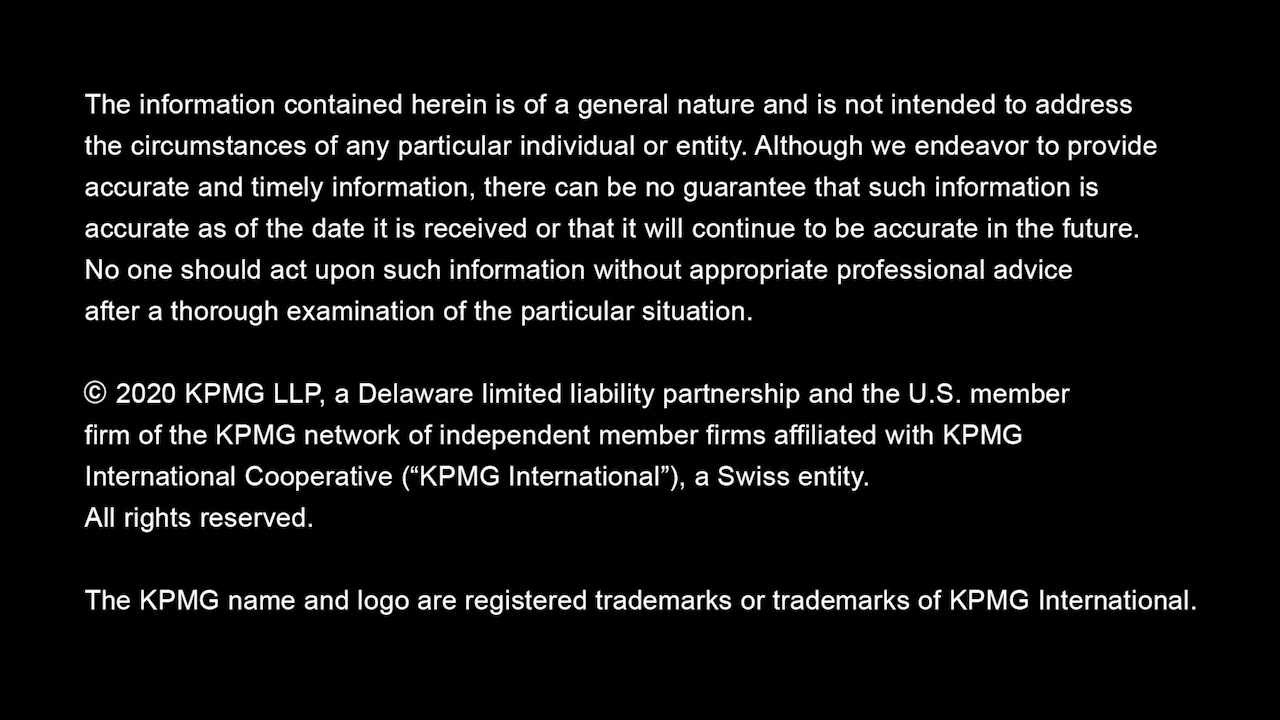 The information contained herein is of a general nature and is not intended to address
the circumstances of any particular individual or entity. Although we endeavor to provide
accurate and timely information, there can be no guarantee that such information is
accurate as of the date it is received or that it will continue to be accurate in the future.
No one should act upon such information without appropriate professional advice
after a thorough examination of the particular situation.
© 2020 KPMG LLP, a Delaware limited liability partnership and the U.S. member
firm of the KPMG network of independent member firms affiliated with KPMG
International Cooperative (“KPMG International”), a Swiss entity.
All rights reserved.
The KPMG name and logo are registered trademarks or trademarks of KPMG International.